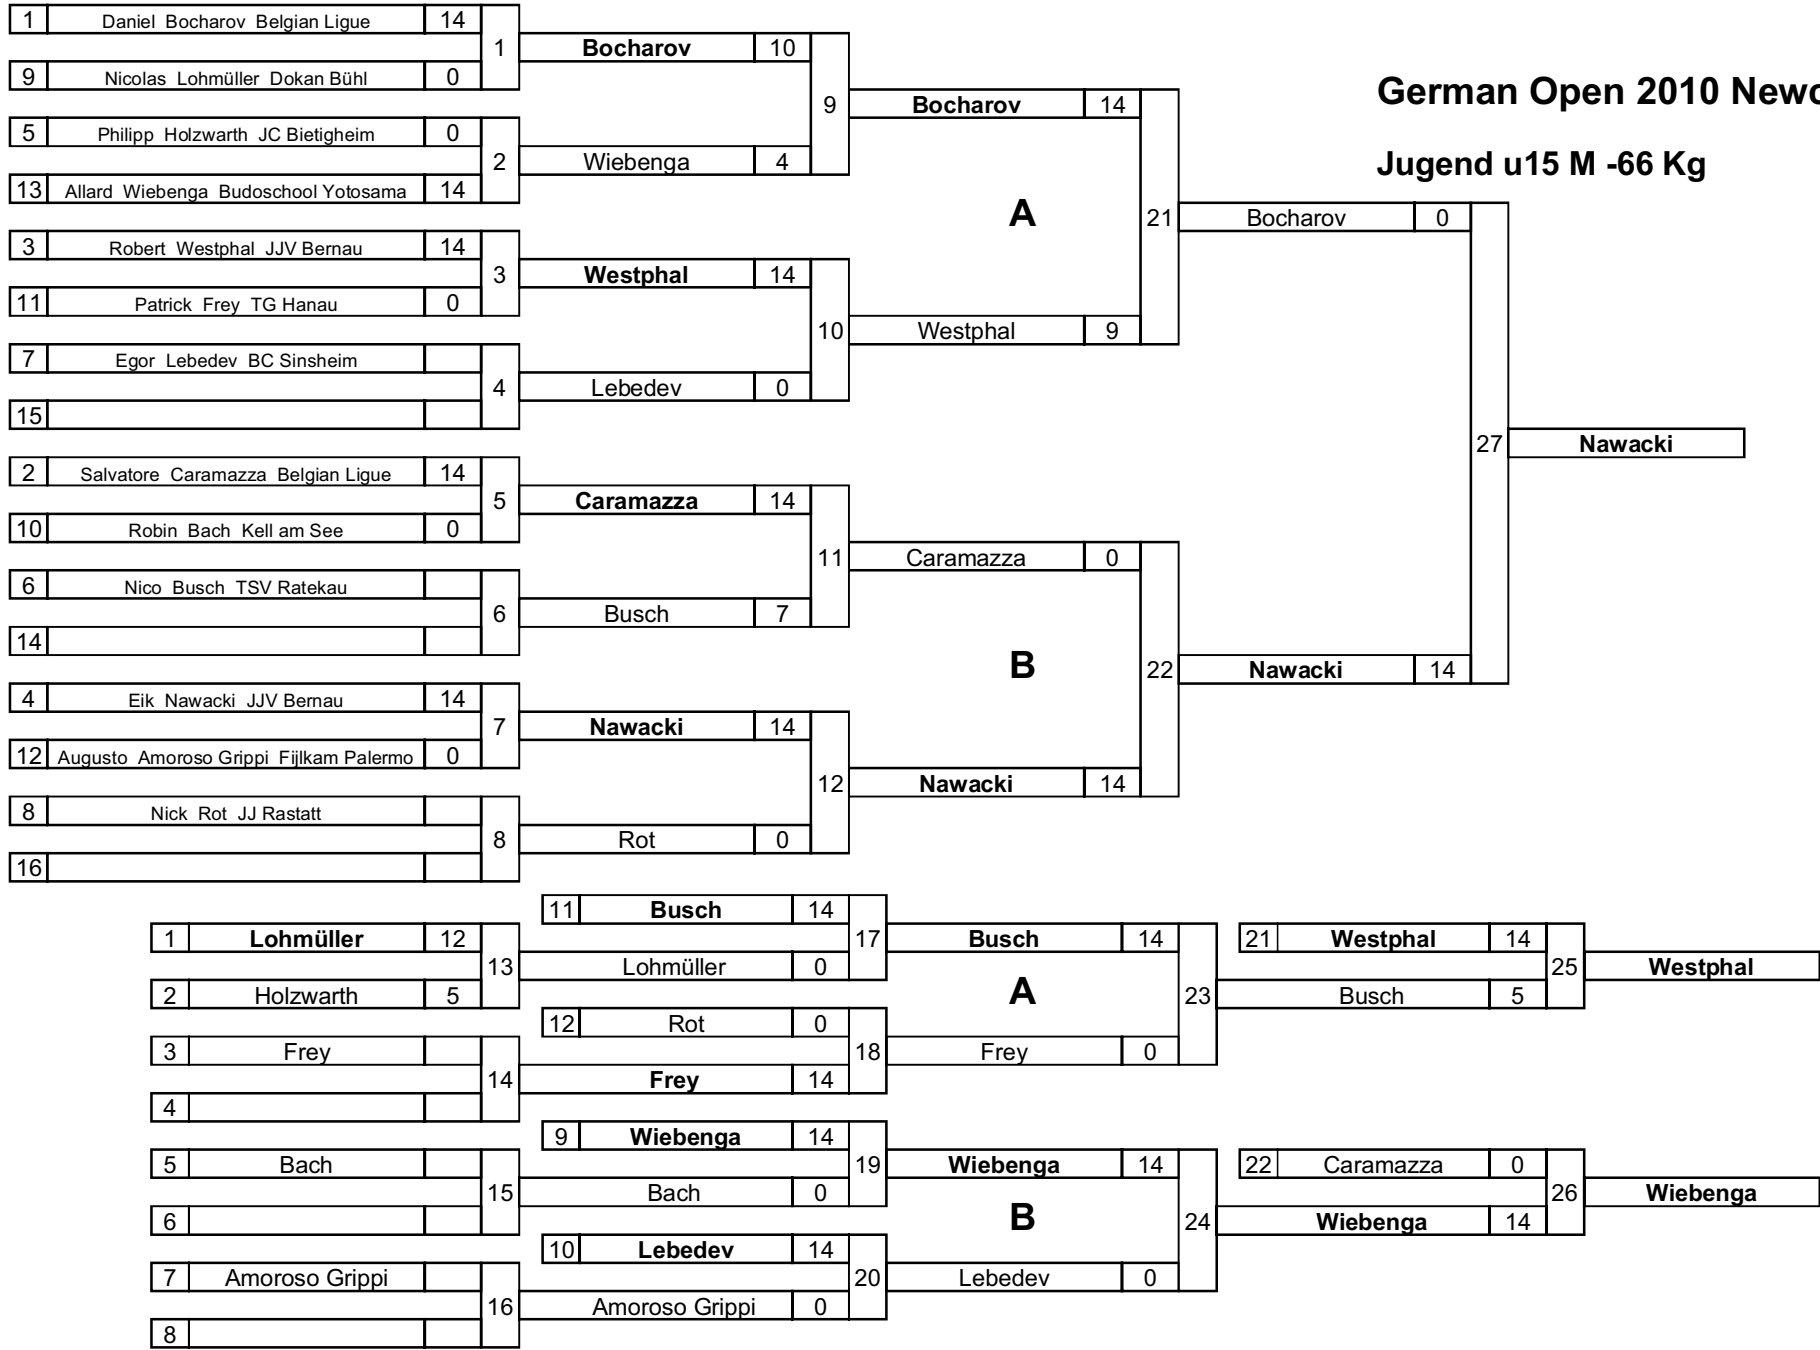 German Open 2010 Newc
Jugend u15 M -66 Kg
1 Daniel Bocharov Belgian Ligue 14
9 Nicolas Lohmüller Dokan Bühl 0
1
5 Philipp Holzwarth JC Bietigheim 0
13 Allard Wiebenga Budoschool Yotosama 14
2
3 Robert Westphal JJV Bernau 14
11 Patrick Frey TG Hanau 0
3
7 Egor Lebedev BC Sinsheim
15
4
2 Salvatore Caramazza Belgian Ligue 14
10 Robin Bach Kell am See 0
5
6 Nico Busch TSV Ratekau
14
6
4 Eik Nawacki JJV Bernau 14
12 Augusto Amoroso Grippi Fijlkam Palermo 0
7
8 Nick Rot JJ Rastatt
16
8
Bocharov 10
Wiebenga 4
9
Westphal 14
Lebedev 0
10
Caramazza 14
Busch 7
11
Nawacki 14
Rot 0
12
Bocharov 14
A
Westphal 9
21
Caramazza 0
B
Nawacki 14
22
Bocharov 0
Nawacki 14
27
Nawacki
1 Lohmüller 12
2 Holzwarth 5
13
3 Frey
4
14
5 Bach
6
15
7 Amoroso Grippi
8
16
11 Busch 14
Lohmüller 0
17
12 Rot 0
Frey 14
18
9 Wiebenga 14
Bach 0
19
10 Lebedev 14
Amoroso Grippi 0
20
Busch 14
A
Frey 0
23
Wiebenga 14
B
Lebedev 0
24
21 Westphal 14
Busch 5
25
Westphal
22 Caramazza 0
Wiebenga 14
26
Wiebenga